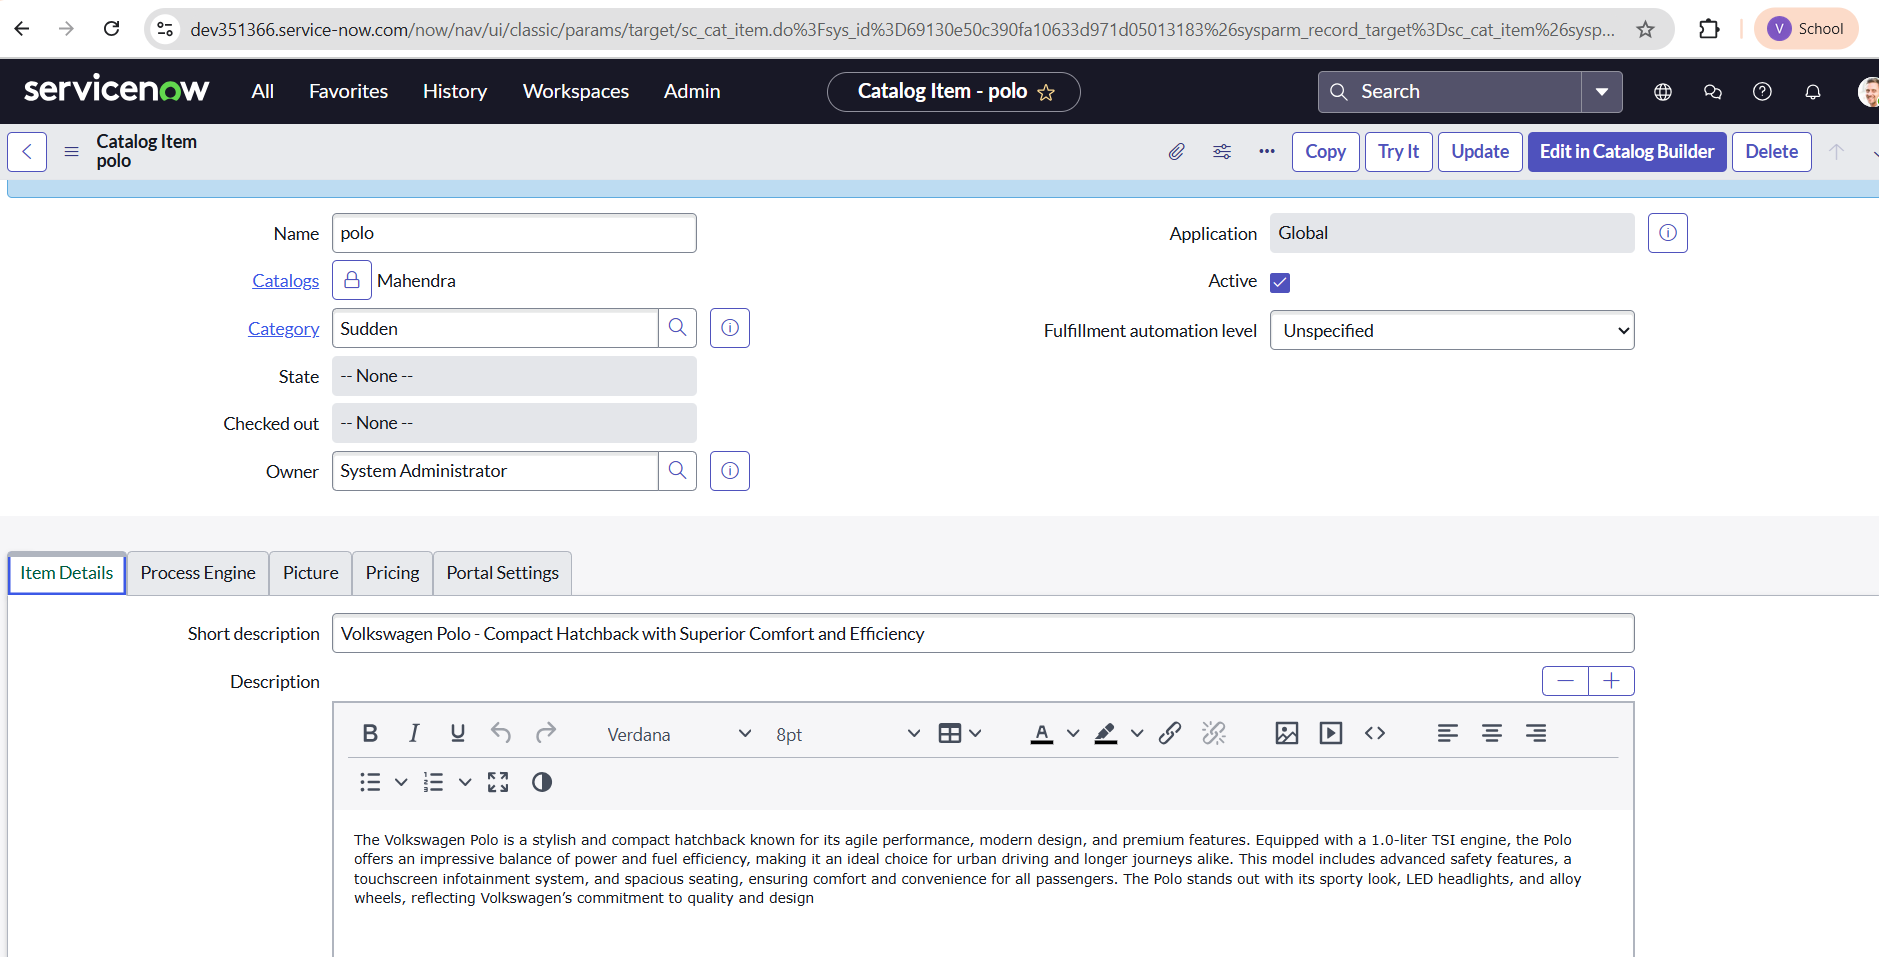 dev351366.service-now.com/now/nav/ui/classic/params/target/sc_cat_item.do%3Fsys_id%3D69130e50c390fa10633d971d05013183%26sysparm_record_target%3Dsc_cat_item%26sysp...
V School
servicenow All Favorites History Workspaces Admin Catalog Item - polo Search
Catalog Item
polo
Copy Try It Update Edit in Catalog Builder Delete
Name polo Application Global
Catalogs Mahendra Active
Category Sudden Fulfillment automation level Unspecified
State -- None --
Checked out -- None --
Owner System Administrator
Item Details Process Engine Picture Pricing Portal Settings
Short description Volkswagen Polo - Compact Hatchback with Superior Comfort and Efficiency
Description
B I U Verdana 8pt A
The Volkswagen Polo is a stylish and compact hatchback known for its agile performance, modern design, and premium features. Equipped with a 1.0-liter TSI engine, the Polo
offers an impressive balance of power and fuel efficiency, making it an ideal choice for urban driving and longer journeys alike. This model includes advanced safety features, a
touchscreen infotainment system, and spacious seating, ensuring comfort and convenience for all passengers. The Polo stands out with its sporty look, LED headlights, and alloy
wheels, reflecting Volkswagen’s commitment to quality and design